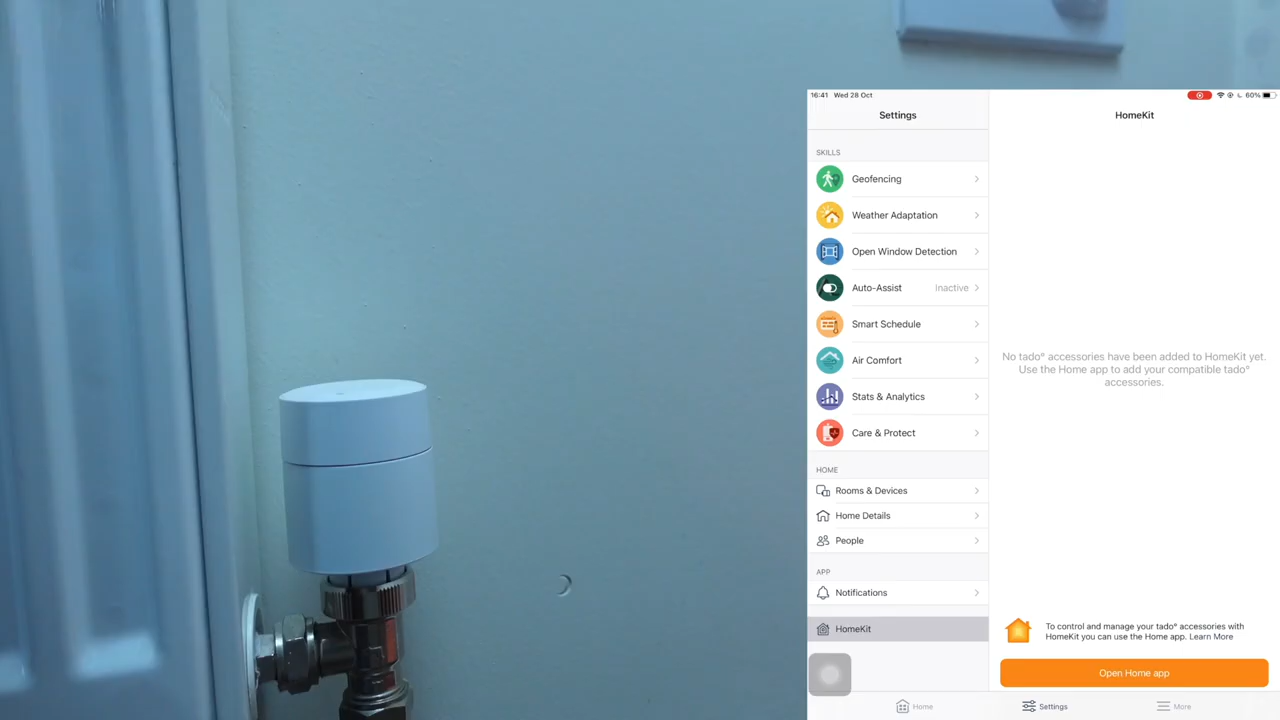 16:41 Wed 28 Oct
60%
Settings
HomeKit
SKILLS
Geofencing
Weather Adaptation
Open Window Detection
Auto-Assist Inactive
Smart Schedule
Air Comfort
Stats & Analytics
Care & Protect
HOME
Rooms & Devices
Home Details
People
APP
Notifications
HomeKit
No tado° accessories have been added to HomeKit yet.
Use the Home app to add your compatible tado°
accessories.
To control and manage your tado° accessories with
HomeKit you can use the Home app. Learn More
Open Home app
Home
Settings
More